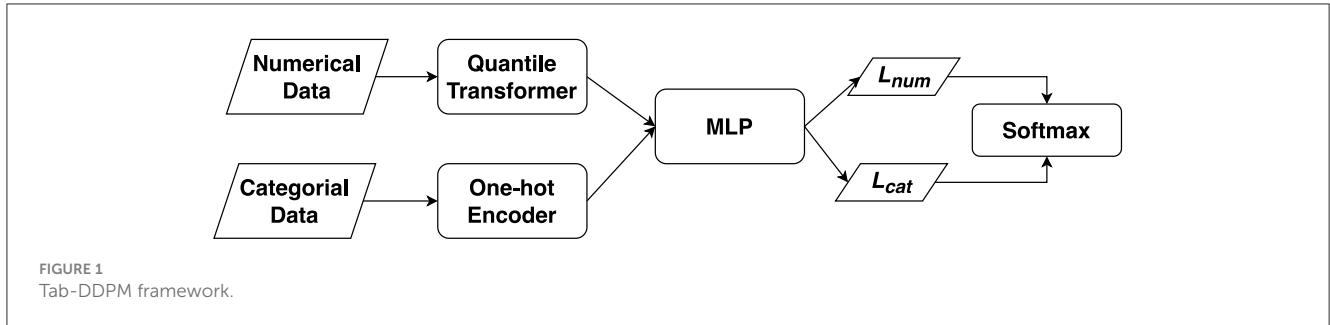 Numerical
Data
Quantile
Transformer
MLP
L_num
Softmax
Categorial
Data
One-hot
Encoder
L_cat
FIGURE 1
Tab-DDPM framework.